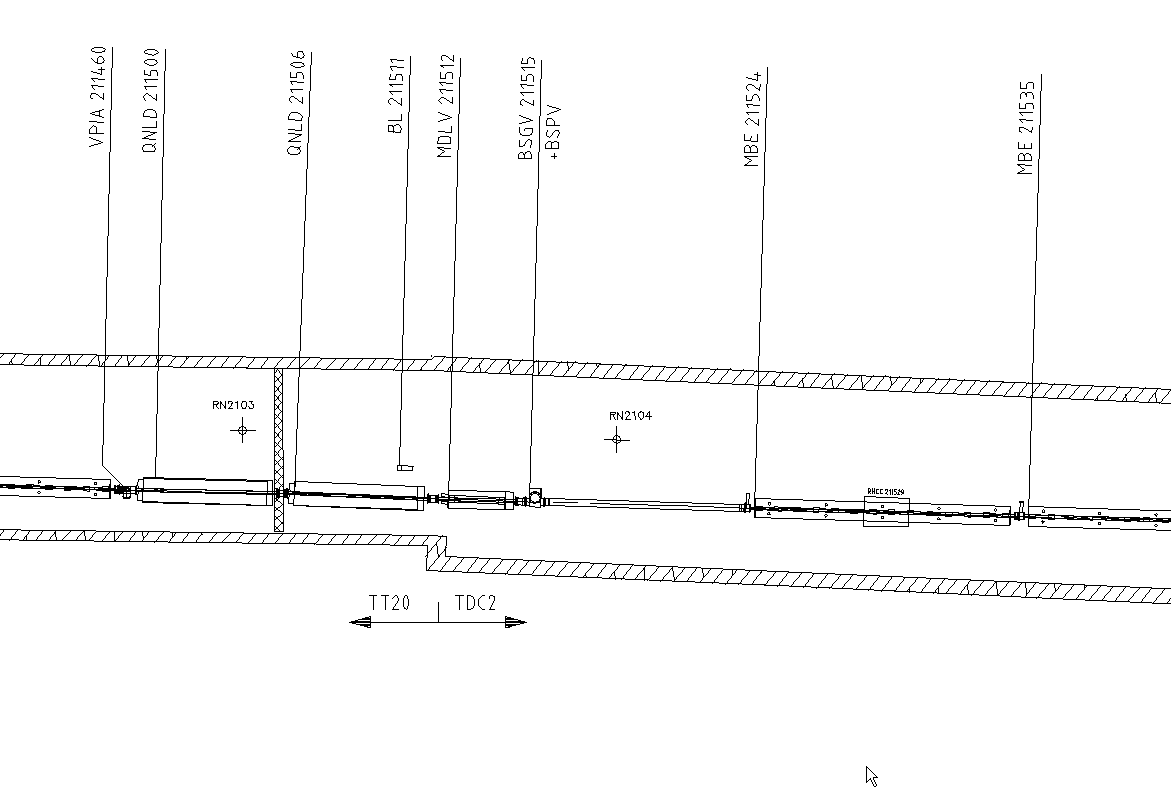 VPIA 211460
QNLD 211500
QNLD 211506
BL 211511
MDLV 211512
BSGV 211515
+BSPV
MBE 211524
MBE 211535
RN2103
RN2104
TT20
TDC2